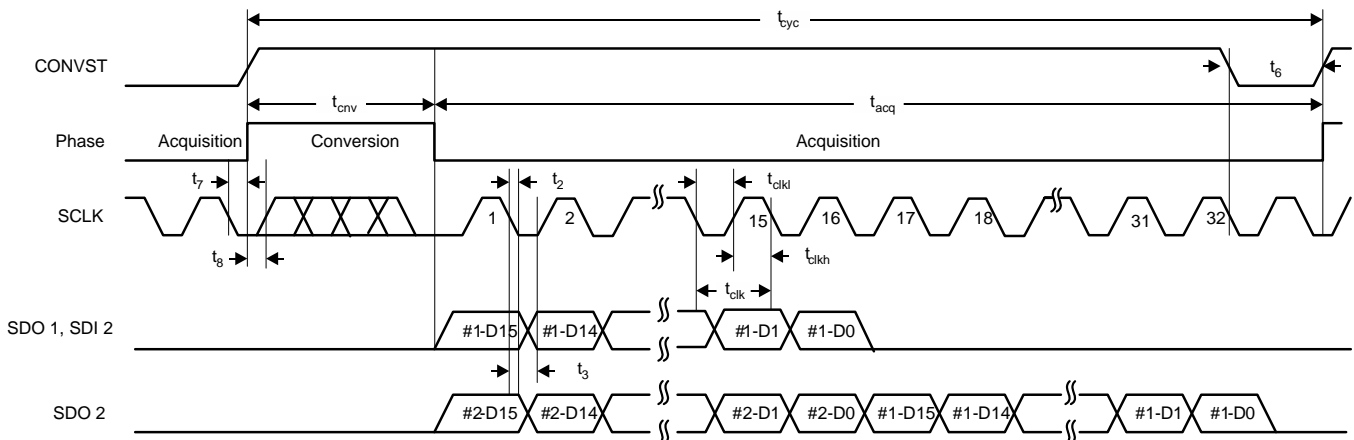 tcyc
CONVST
t6
tcnv
tacq
Phase
Acquisition
Conversion
Acquisition
t7
t2
tclkl
SCLK
1
2
15
16
17
18
31
32
t8
tclkh
tclk
SDO 1, SDI 2
#1-D15
#1-D14
#1-D1
#1-D0
t3
SDO 2
#2-D15
#2-D14
#2-D1
#2-D0
#1-D15
#1-D14
#1-D1
#1-D0